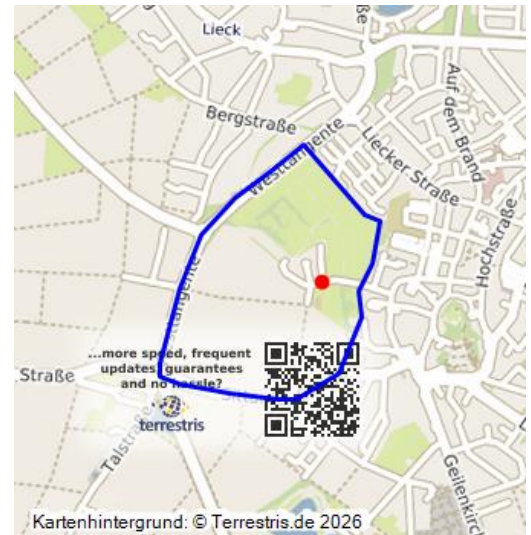 Lieck
Bergstraße
Auf dem Brand
Westtangente
Liecker Straße
Hochstraße
...more speed, frequent
updates, guarantees
and no hassle?
Straße
terrestris
Talstraße
Kartenhintergrund: © Terrestris.de 2026